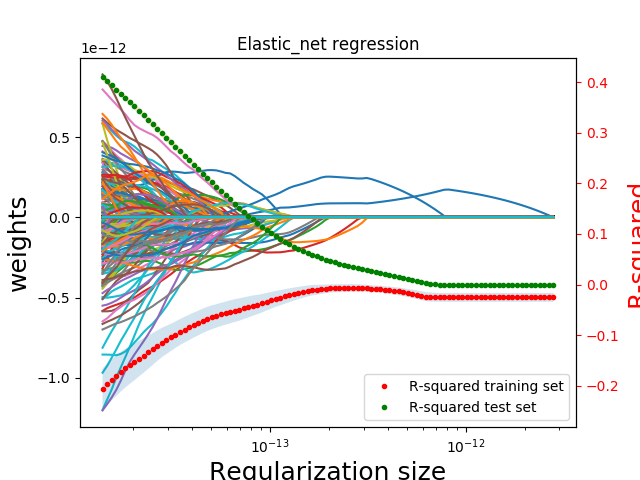 Elastic_net regression
1e−12
0.5
0.0
−0.5
−1.0
weights
0.4
0.3
0.2
0.1
0.0
−0.1
−0.2
R-squared
R-squared training set
R-squared test set
10−13
10−12
Regularization size